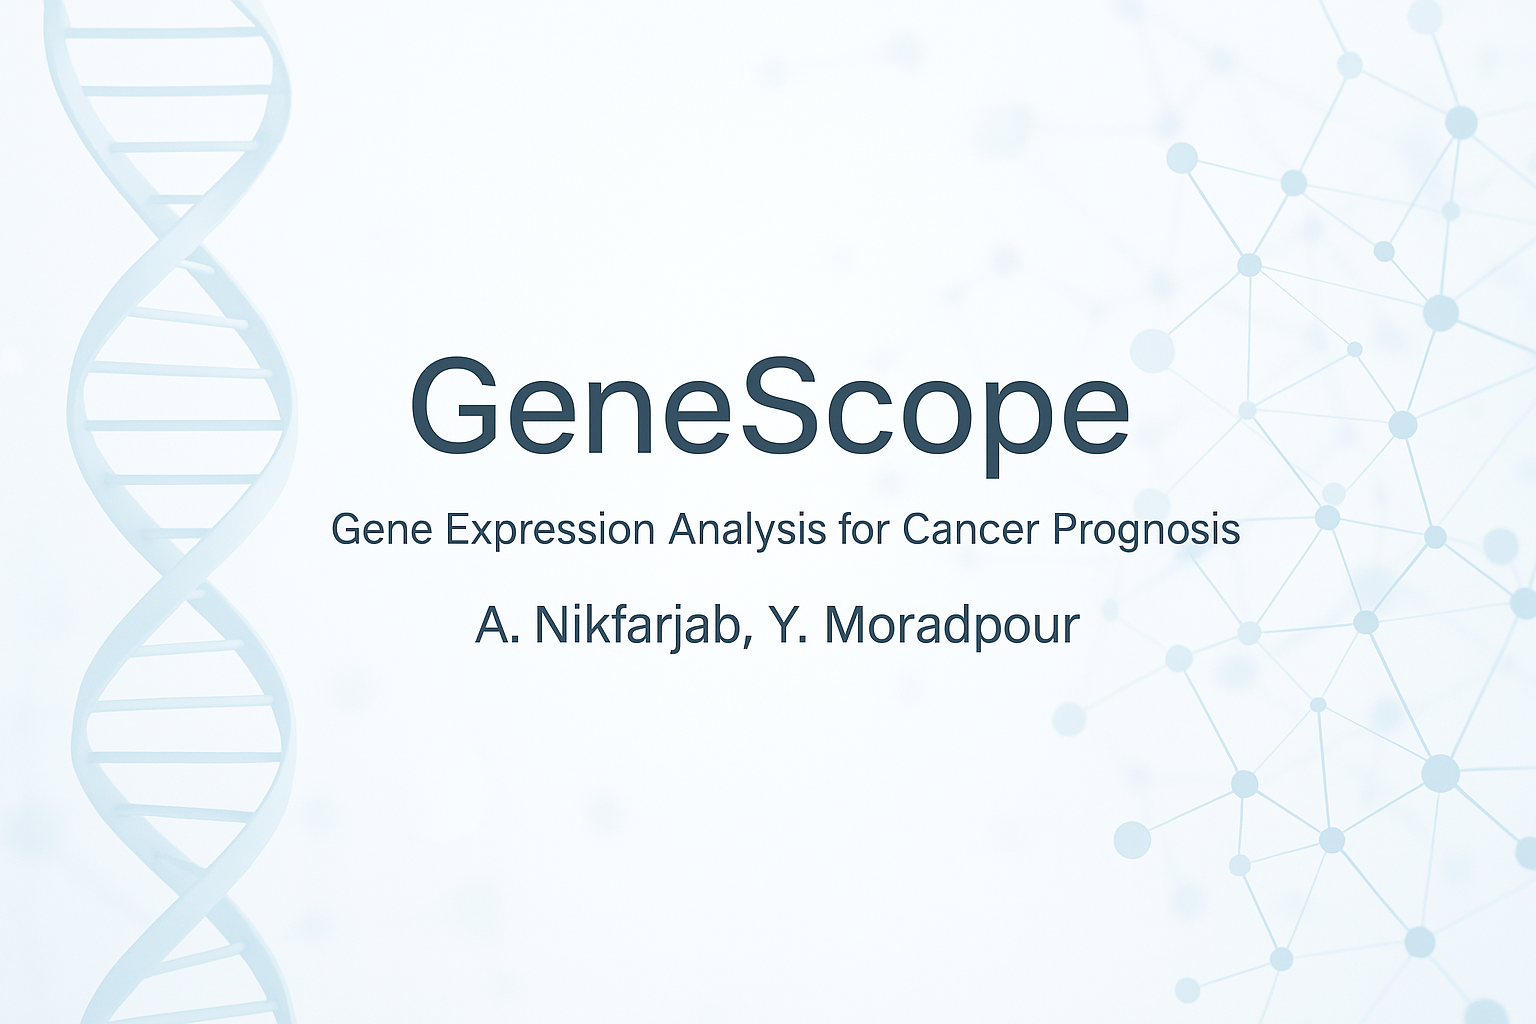 GeneScope
Gene Expression Analysis for Cancer Prognosis
A. Nikfarjab, Y. Moradpour